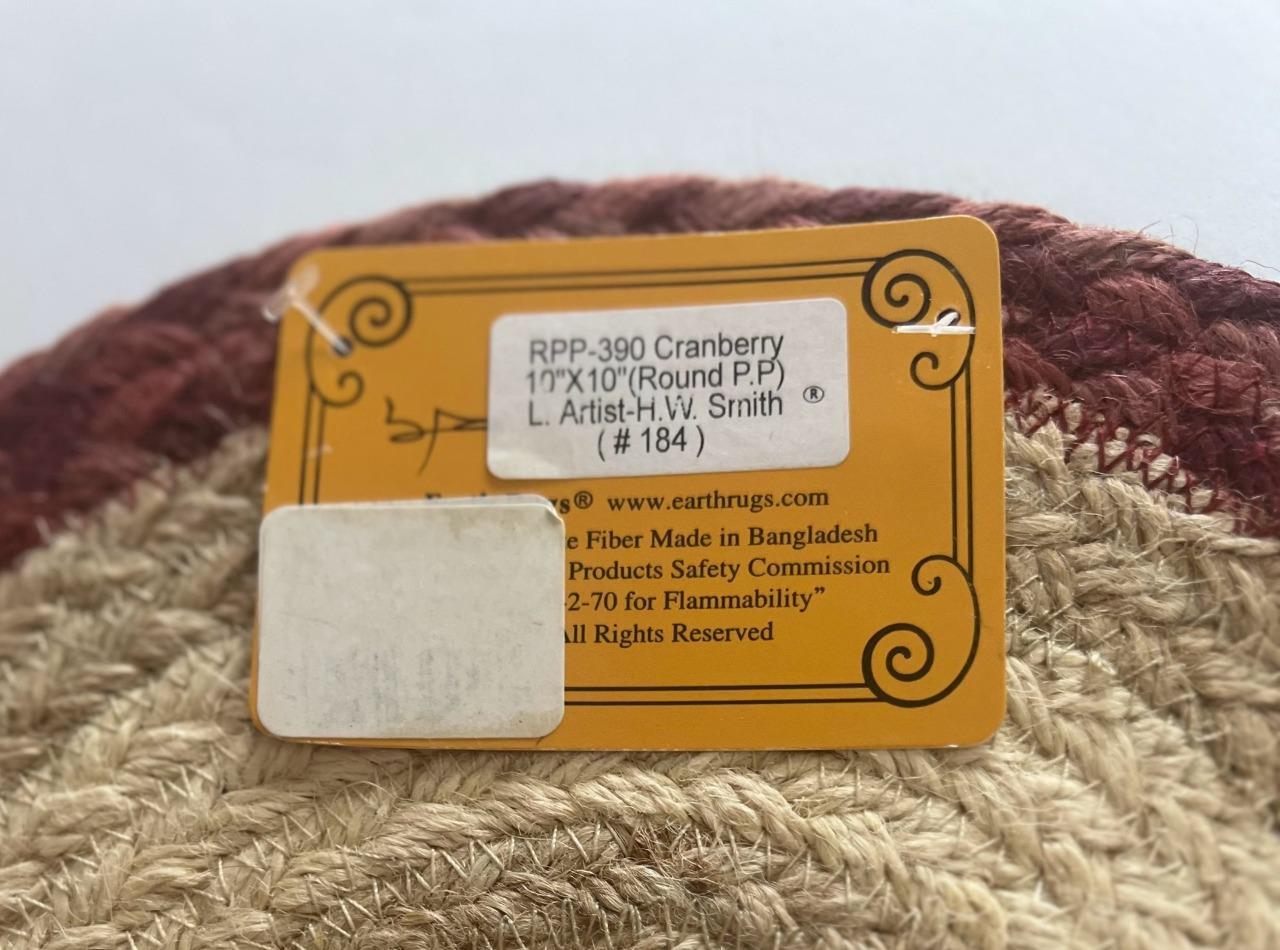 RPP-390 Cranberry
10"X10"(Round P.P)
L. Artist-H.W. Smith ®
( # 184 )
® www.earthrugs.com
Fiber Made in Bangladesh
Products Safety Commission
-2-70 for Flammability”
All Rights Reserved